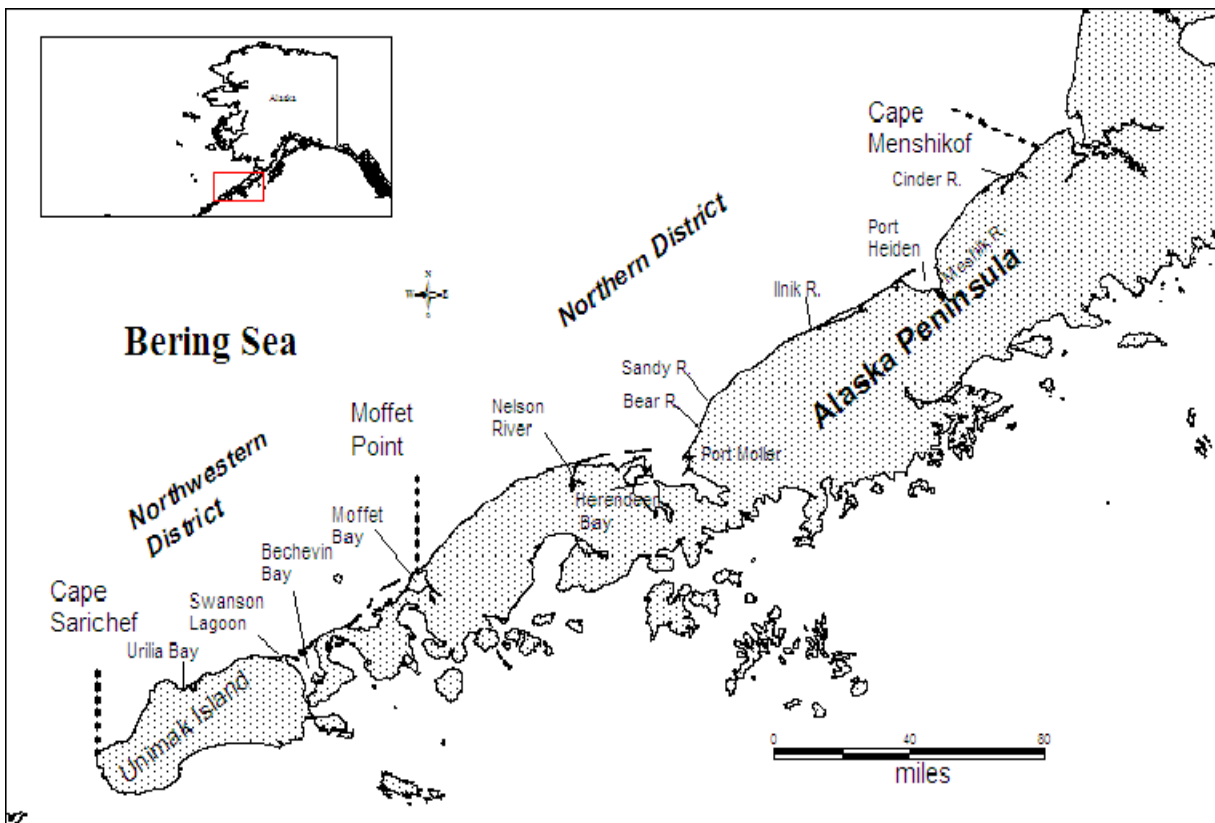 Alaska
Cape
Menshikof
Cinder R.
Port
Heiden
Meshik R.
Northern District
Ilnik R.
N
W
E
S
Bering Sea
Alaska Peninsula
Sandy R.
Bear R.
Nelson
River
Moffet
Point
Port Moller
Herendeen
Bay
Northwestern
District
Moffet
Bay
Bechevin
Bay
Cape
Sarichef
Swanson
Lagoon
Urilia Bay
Unimak Island
0 40 80
miles